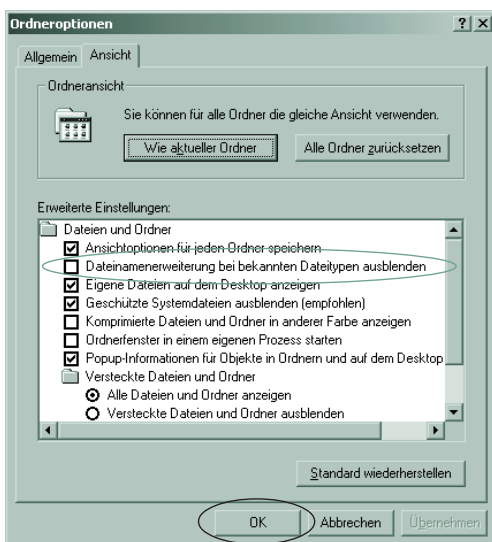 Ordneroptionen
Allgemein
Ansicht
Ordneransicht
Sie können für alle Ordner die gleiche Ansicht verwenden.
Wie aktueller Ordner
Alle Ordner zurücksetzen
Erweiterte Einstellungen:
Dateien und Ordner
Ansichtoptionen für jeden Ordner speichern
Dateinamenerweiterung bei bekannten Dateitypen ausblenden
Eigene Dateien auf dem Desktop anzeigen
Geschützte Systemdateien ausblenden (empfohlen)
Komprimierte Dateien und Ordner in anderer Farbe anzeigen
Ordnerfenster in einem eigenen Prozess starten
Popup-Informationen für Objekte in Ordnern und auf dem Desktop
Versteckte Dateien und Ordner
Alle Dateien und Ordner anzeigen
Versteckte Dateien und Ordner ausblenden
Standard wiederherstellen
OK
Abbrechen
Übernehmen